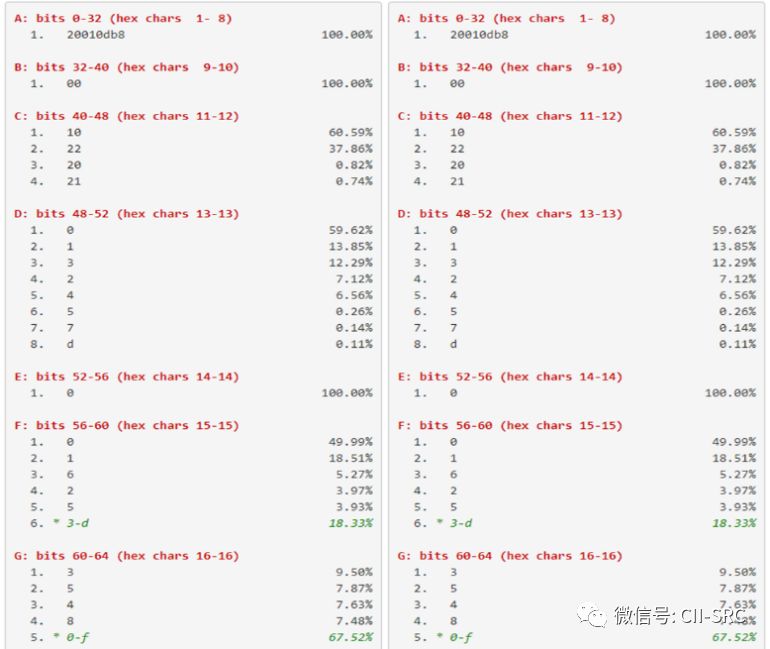 A: bits 0-32 (hex chars 1- 8)
1. 20010db8 100.00%
B: bits 32-40 (hex chars 9-10)
1. 00 100.00%
C: bits 40-48 (hex chars 11-12)
1. 10 60.59%
2. 22 37.86%
3. 20 0.82%
4. 21 0.74%
D: bits 48-52 (hex chars 13-13)
1. 0 59.62%
2. 1 13.85%
3. 3 12.29%
4. 2 7.12%
5. 4 6.56%
6. 5 0.26%
7. 7 0.14%
8. d 0.11%
E: bits 52-56 (hex chars 14-14)
1. 0 100.00%
F: bits 56-60 (hex chars 15-15)
1. 0 49.99%
2. 1 18.51%
3. 6 5.27%
4. 2 3.97%
5. 5 3.93%
6. * 3-d 18.33%
G: bits 60-64 (hex chars 16-16)
1. 3 9.50%
2. 5 7.87%
3. 4 7.63%
4. 8 7.48%
5. * 0-f 67.52%
A: bits 0-32 (hex chars 1- 8)
1. 20010db8 100.00%
B: bits 32-40 (hex chars 9-10)
1. 00 100.00%
C: bits 40-48 (hex chars 11-12)
1. 10 60.59%
2. 22 37.86%
3. 20 0.82%
4. 21 0.74%
D: bits 48-52 (hex chars 13-13)
1. 0 59.62%
2. 1 13.85%
3. 3 12.29%
4. 2 7.12%
5. 4 6.56%
6. 5 0.26%
7. 7 0.14%
8. d 0.11%
E: bits 52-56 (hex chars 14-14)
1. 0 100.00%
F: bits 56-60 (hex chars 15-15)
1. 0 49.99%
2. 1 18.51%
3. 6 5.27%
4. 2 3.97%
5. 5 3.93%
6. * 3-d 18.33%
G: bits 60-64 (hex chars 16-16)
1. 3 9.50%
2. 5 7.87%
3. 4 7.63%
4. 8 7.48%
5. * 0-f 67.52%
微信号: CII-SRC